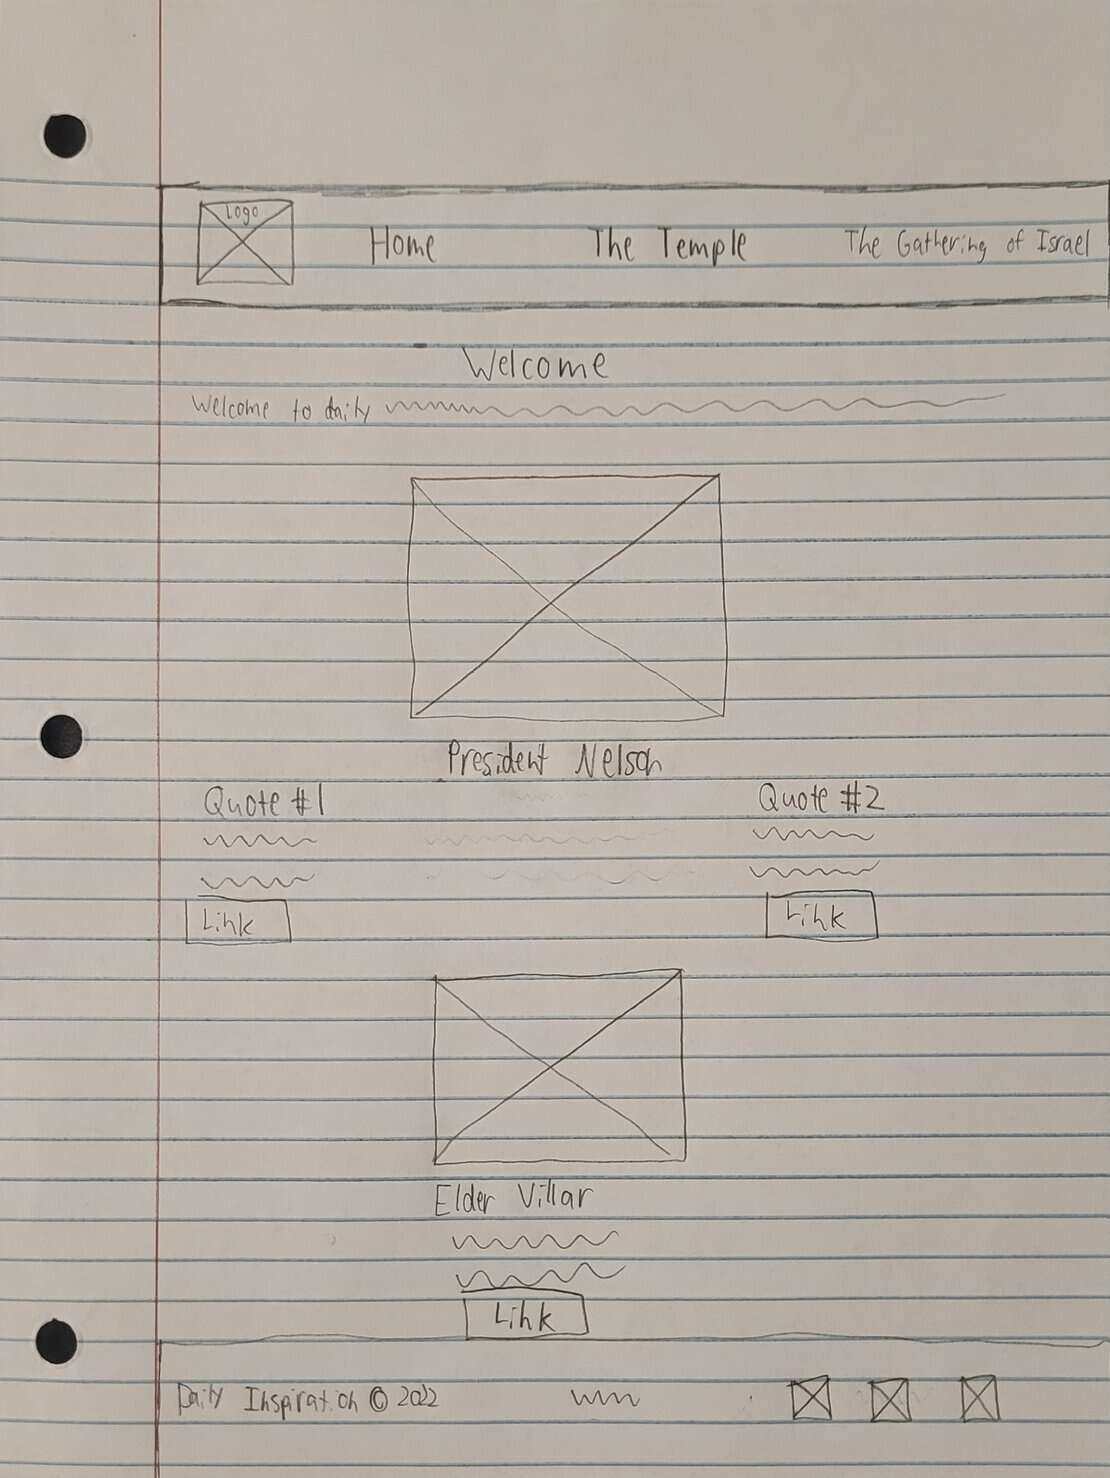 Logo
Home The Temple The Gathering of Israel
Welcome
Welcome to daily
President Nelson
Quote #1 Quote #2
Link Link
Elder Villar
Link
Daily Inspiration © 2022